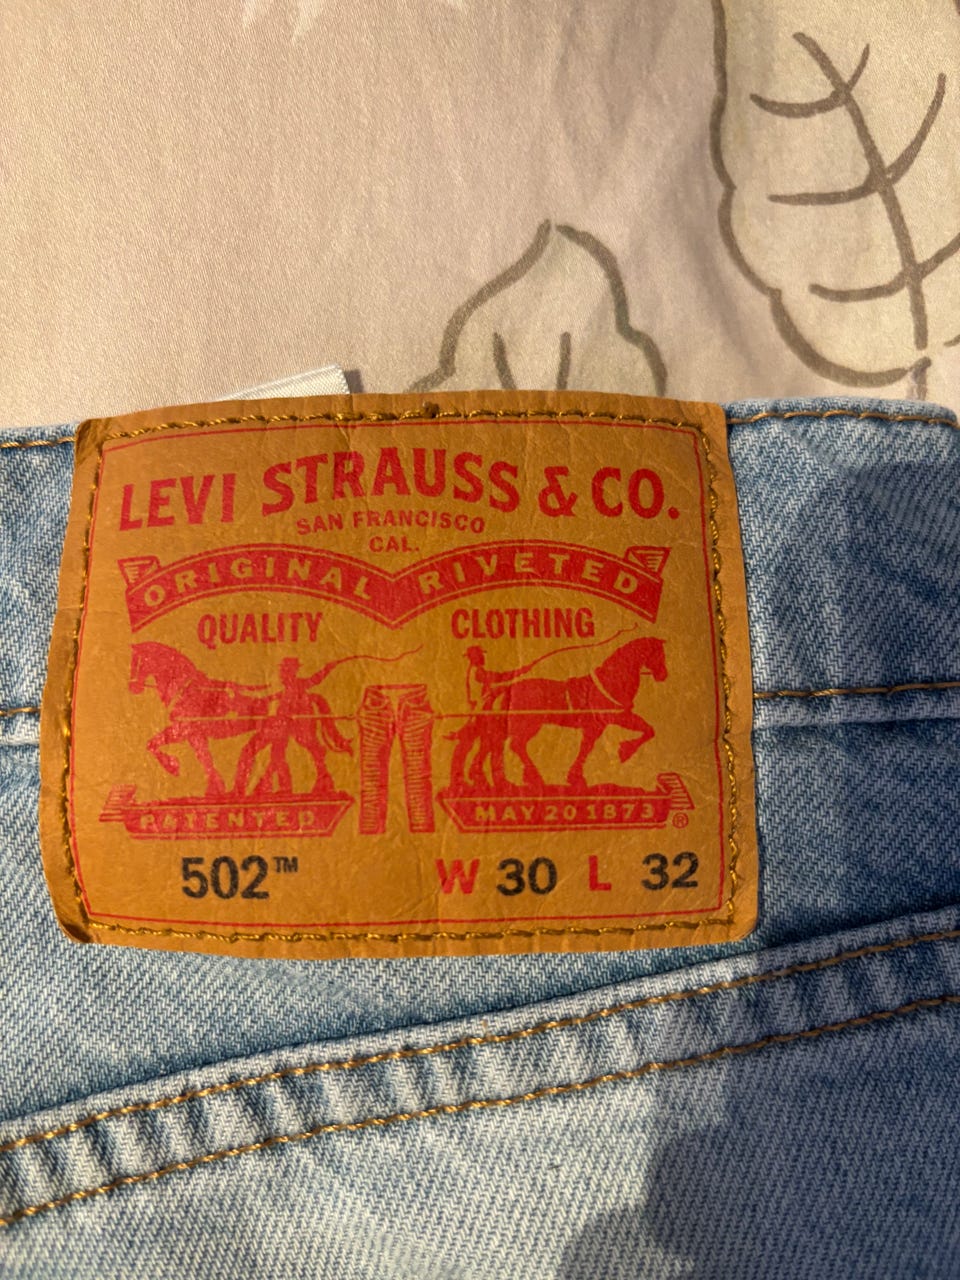 LEVI STRAUSS & CO.
SAN FRANCISCO
CAL.
ORIGINAL RIVETED
QUALITY CLOTHING
PATENTED MAY 20 1873 ®
502™ W 30 L 32